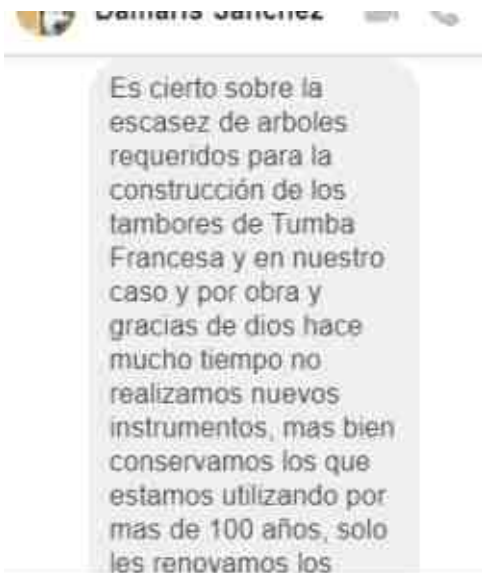 Damaris Sanchez
Es cierto sobre la
escasez de arboles
requeridos para la
construcción de los
tambores de Tumba
Francesa y en nuestro
caso y por obra y
gracias de dios hace
mucho tiempo no
realizamos nuevos
instrumentos, mas bien
conservamos los que
estamos utilizando por
mas de 100 años, solo
les renovamos los